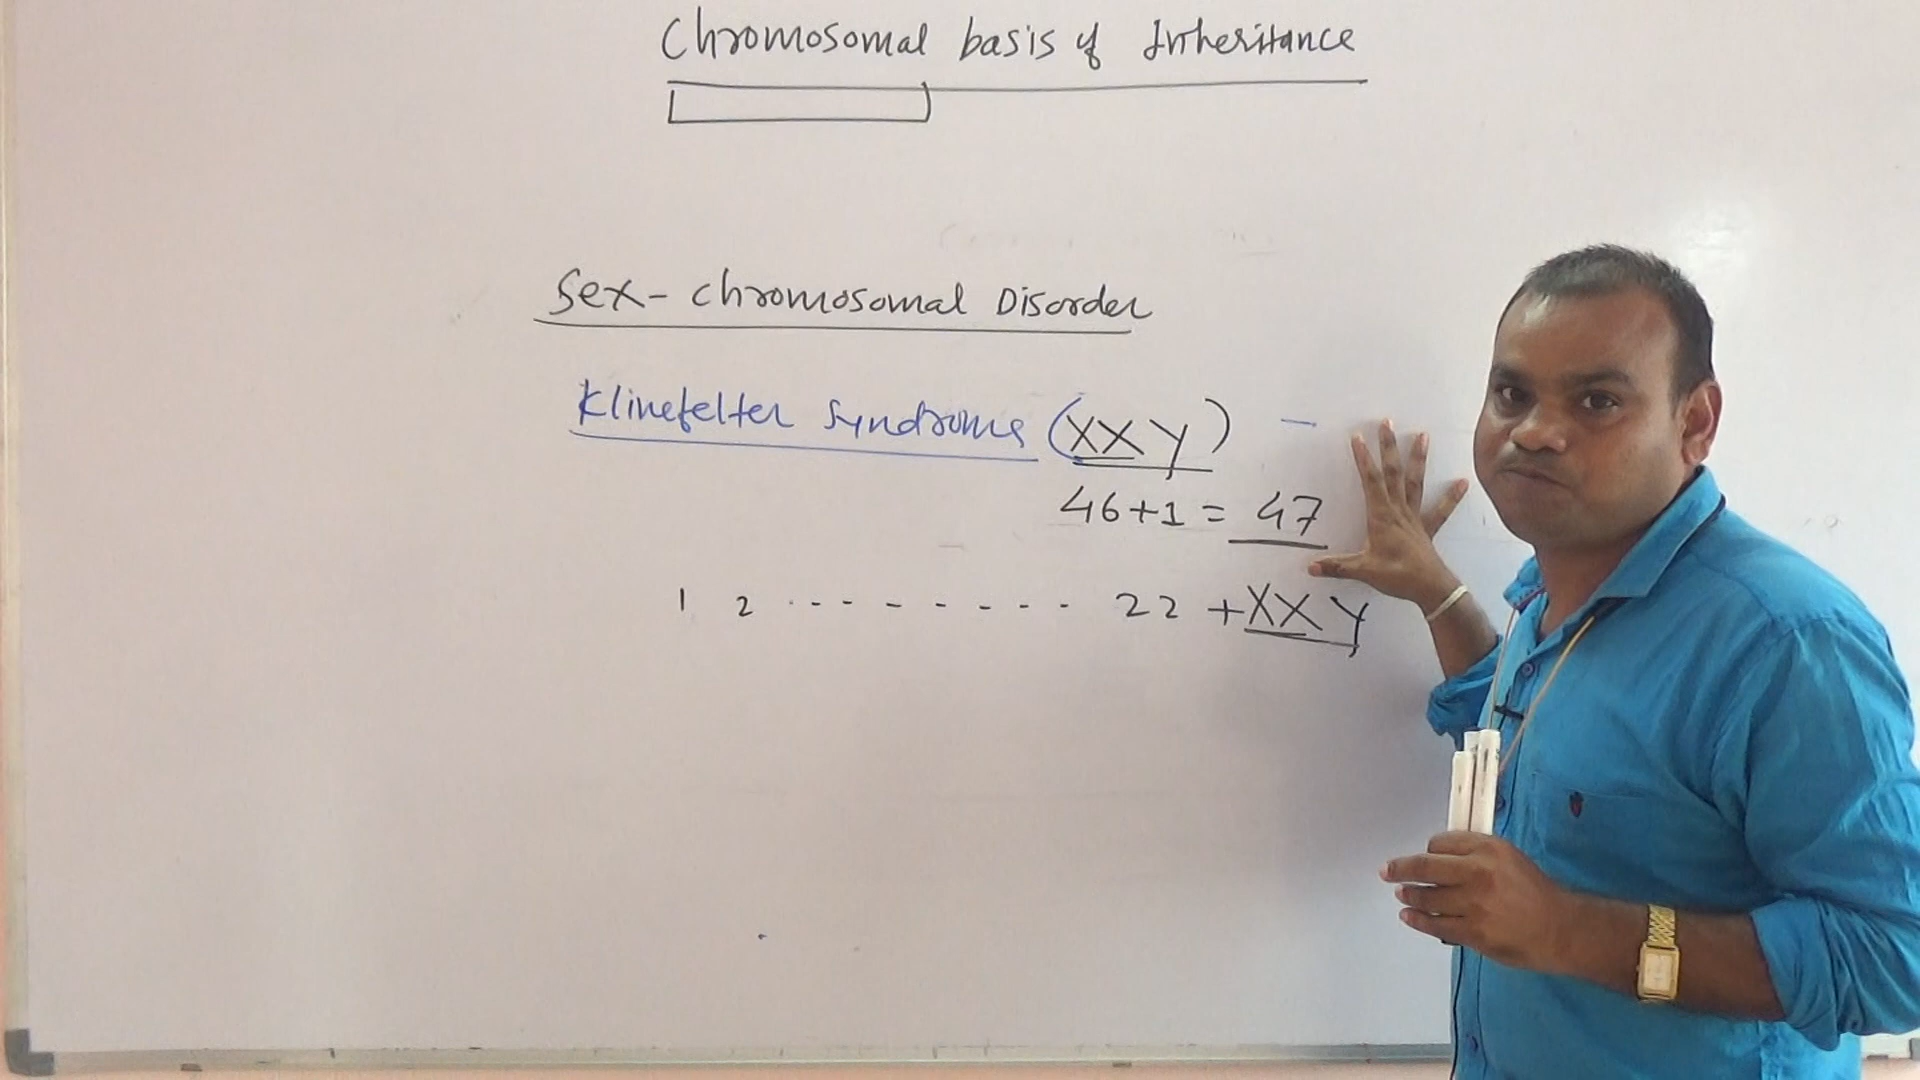 Chromosomal basis of Inheritance
Sex- chromosomal Disorder
Klinefelter Syndrome (XXY) -
46+1 = 47
1 2 . - - - - - - - - 22 + XXY